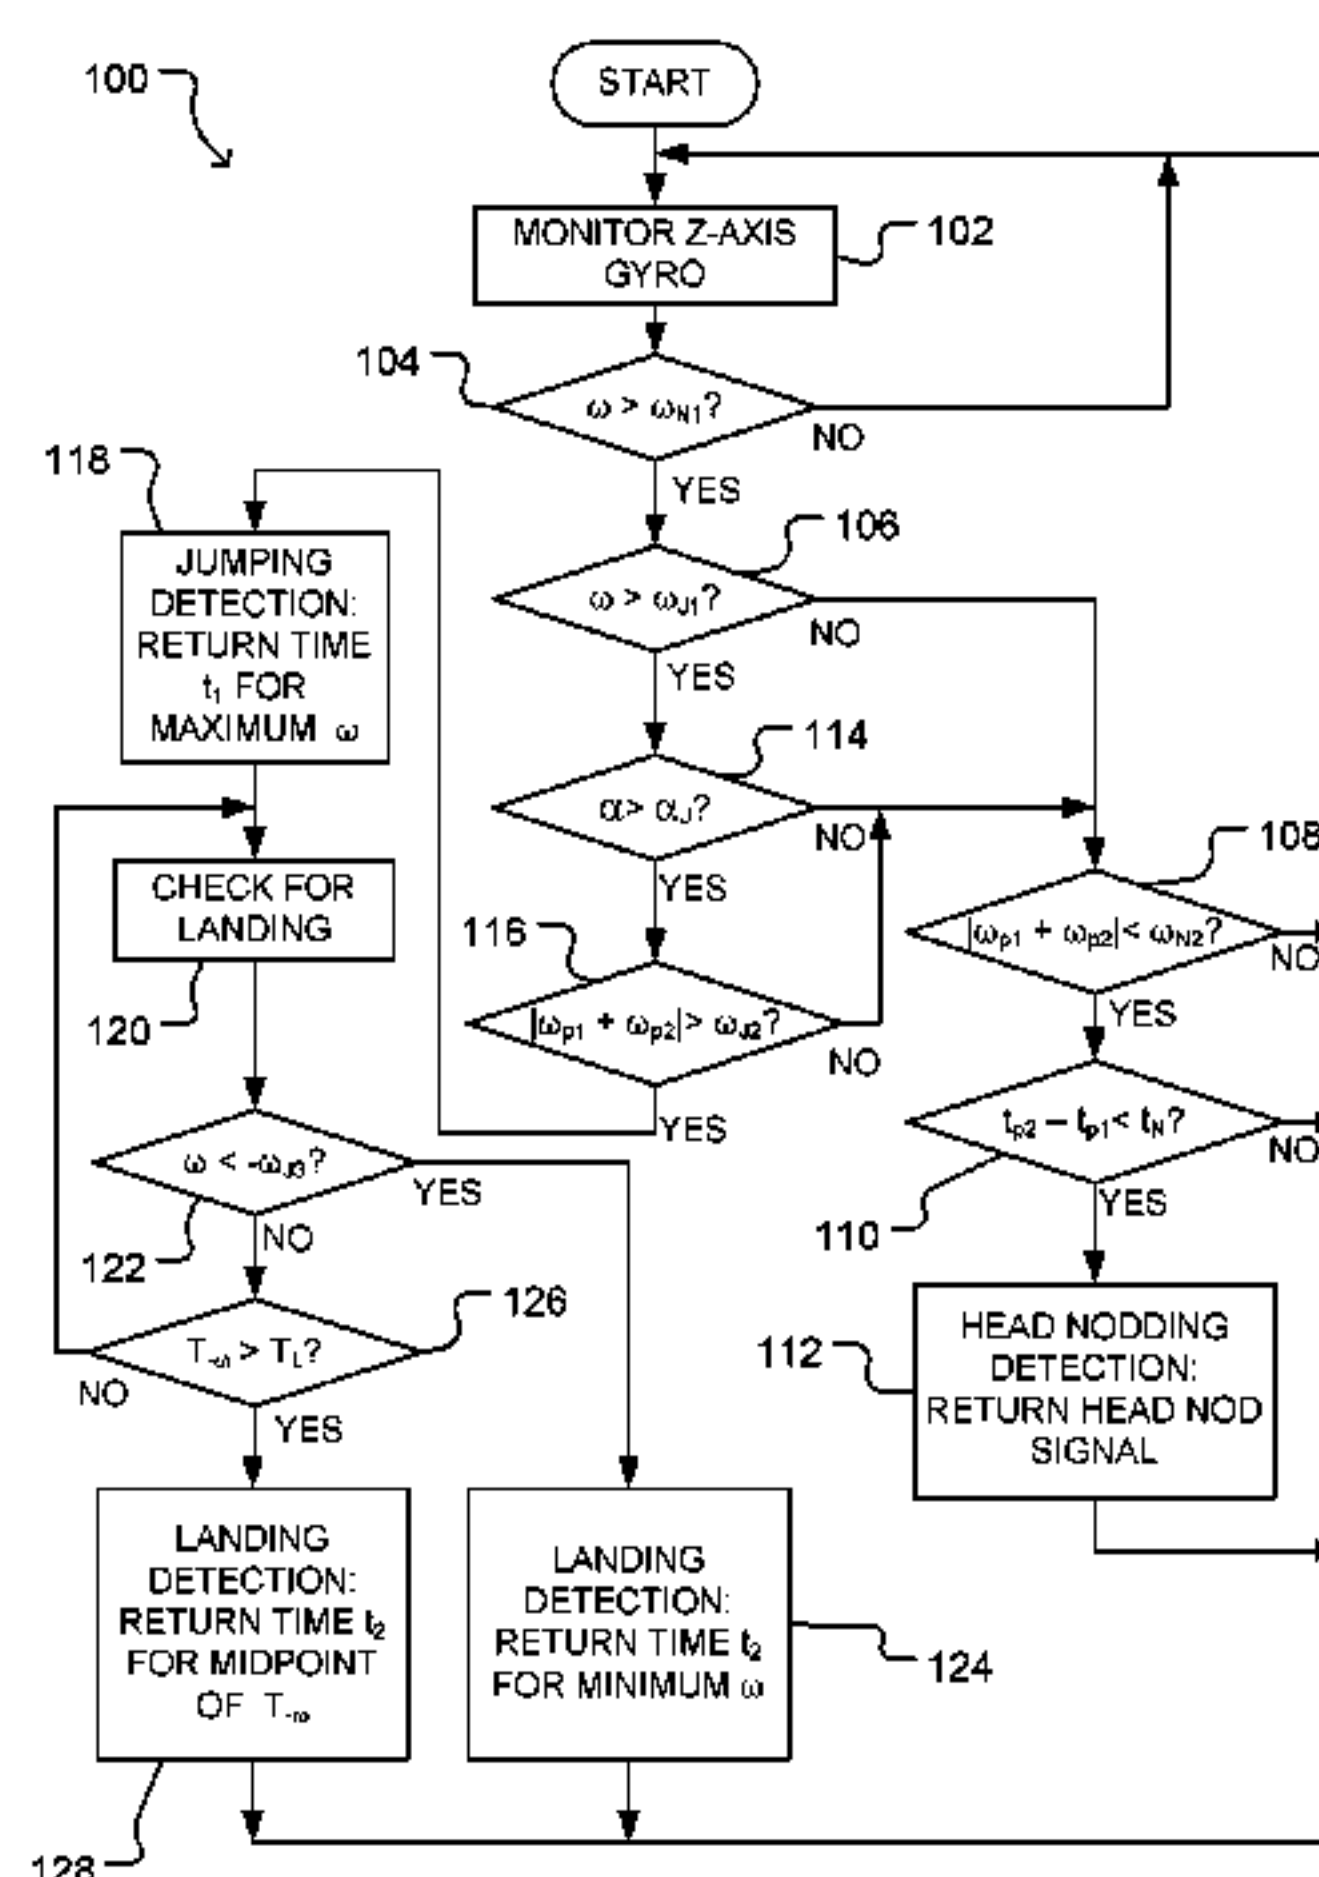 100
START
MONITOR Z-AXIS
GYRO
102
104
ω > ωN1?
NO
YES
118
JUMPING
DETECTION:
RETURN TIME
t1 FOR
MAXIMUM ω
106
ω > ωJ1?
NO
YES
114
α> αJ?
NO
YES
108
|ωp1 + ωp2|< ωN2?
NO
YES
CHECK FOR
LANDING
120
116
|ωp1 + ωp2|> ωJ2?
NO
YES
tp2 – tp1< tN?
NO
YES
110
ω < -ωJ3?
YES
NO
122
T-ω > TL?
126
NO
YES
112
HEAD NODDING
DETECTION:
RETURN HEAD NOD
SIGNAL
LANDING
DETECTION:
RETURN TIME t2
FOR MIDPOINT
OF T-ω
128
LANDING
DETECTION:
RETURN TIME t2
FOR MINIMUM ω
124